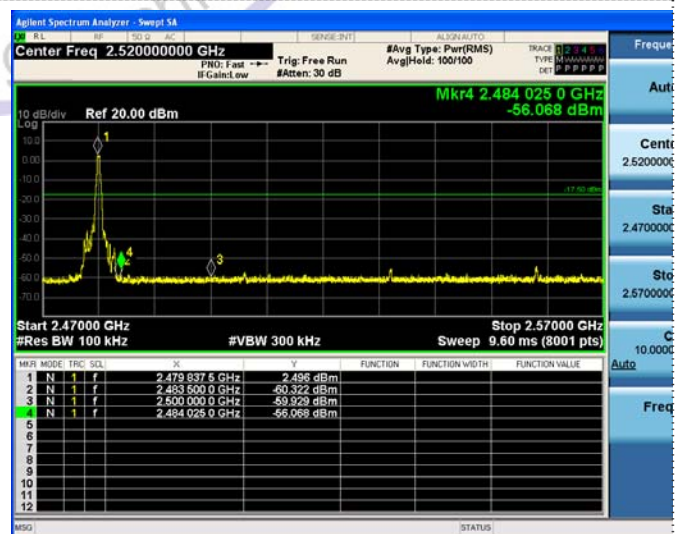 Agilent Spectrum Analyzer - Swept SA
RL RF 50 Ω AC SENSE:INT ALIGNAUTO
Center Freq 2.520000000 GHz
PNO: Fast
IFGain:Low
Trig: Free Run
#Atten: 30 dB
#Avg Type: Pwr(RMS)
Avg|Hold: 100/100
TRACE 1 2 3 4 5 6
TYPE
DET P P P P P P
Mkr4 2.484 025 0 GHz
-56.068 dBm
10 dB/div Ref 20.00 dBm
Log
10.0
0.00
-10.0
-20.0
-30.0
-40.0
-50.0
-60.0
-70.0
1
4
3
-17.50 dBm
Start 2.47000 GHz
Stop 2.57000 GHz
#Res BW 100 kHz
#VBW 300 kHz
Sweep 9.60 ms (8001 pts)
MKR MODE TRC SCL X Y FUNCTION FUNCTION WIDTH FUNCTION VALUE
1 N 1 f 2.479 837 5 GHz 2.496 dBm
2 N 1 f 2.483 500 0 GHz -60.322 dBm
3 N 1 f 2.500 000 0 GHz -59.929 dBm
4 N 1 f 2.484 025 0 GHz -56.068 dBm
5
6
7
8
9
10
11
12
MSG STATUS
Freque
Aut
Cent
2.5200000
Sta
2.4700000
Sto
2.5700000
C
10.0000
Auto
Freq